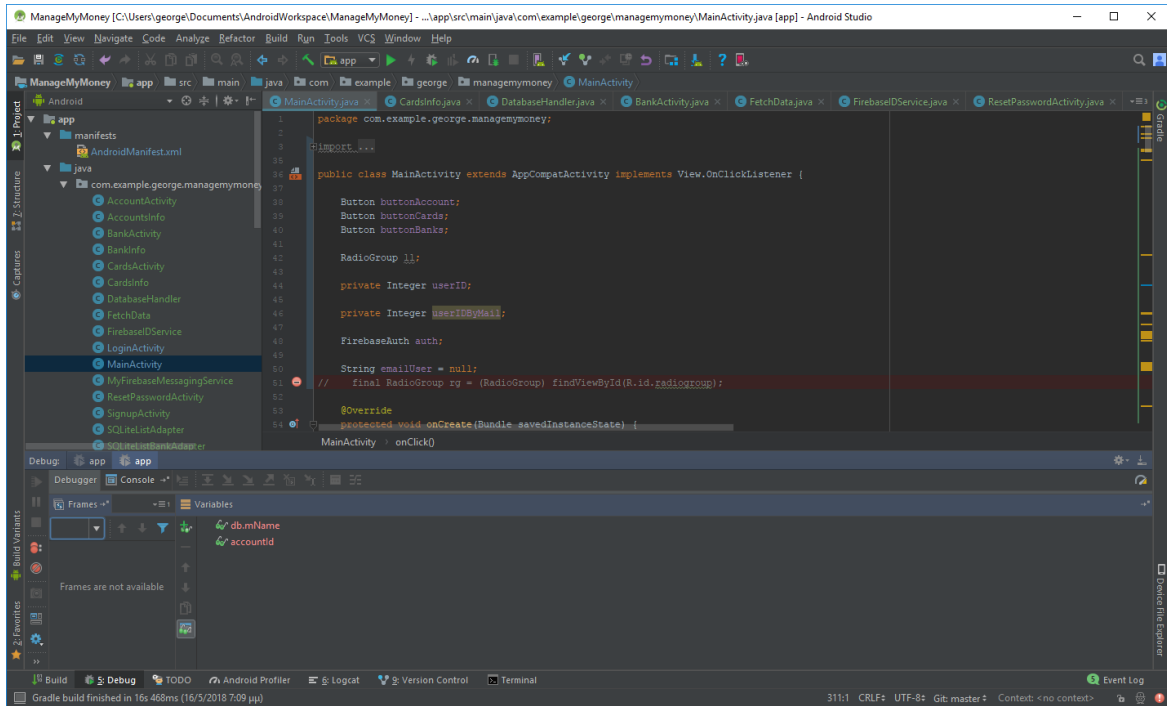 ManageMyMoney [C:\Users\george\Documents\AndroidWorkspace\ManageMyMoney] - ...\app\src\main\java\com\example\george\managemymoney\MainActivity.java [app] - Android Studio
File Edit View Navigate Code Analyze Refactor Build Run Tools VCS Window Help
app
ManageMyMoney app src main java com example george managemymoney MainActivity
Android
MainActivity.java CardsInfo.java DatabaseHandler.java BankActivity.java FetchData.java FirebaseIDService.java ResetPasswordActivity.java
1: Project
Z: Structure
Captures
Build Variants
2: Favorites
Gradle
Device File Explorer
app
manifests
AndroidManifest.xml
java
com.example.george.managemymoney
AccountActivity
AccountsInfo
BankActivity
BankInfo
CardsActivity
CardsInfo
DatabaseHandler
FetchData
FirebaseIDService
LoginActivity
MainActivity
MyFirebaseMessagingService
ResetPasswordActivity
SignupActivity
SQLiteListAdapter
SQLiteListBankAdapter
1 package com.example.george.managemymoney;
2
3 import ...
35
36 public class MainActivity extends AppCompatActivity implements View.OnClickListener {
37
38 Button buttonAccount;
39 Button buttonCards;
40 Button buttonBanks;
41
42 RadioGroup ll;
43
44 private Integer userID;
45
46 private Integer userIDByMail;
47
48 FirebaseAuth auth;
49
50 String emailUser = null;
51 // final RadioGroup rg = (RadioGroup) findViewById(R.id.radiogroup);
52
53 @Override
54 protected void onCreate(Bundle savedInstanceState) {
MainActivity onClick()
Debug: app app
Debugger Console
Frames Variables
db.mName
accountId
Frames are not available
Build 5: Debug TODO Android Profiler 6: Logcat 9: Version Control Terminal Event Log
Gradle build finished in 16s 468ms (16/5/2018 7:09 μμ) 311:1 CRLF UTF-8 Git: master Context: <no context>